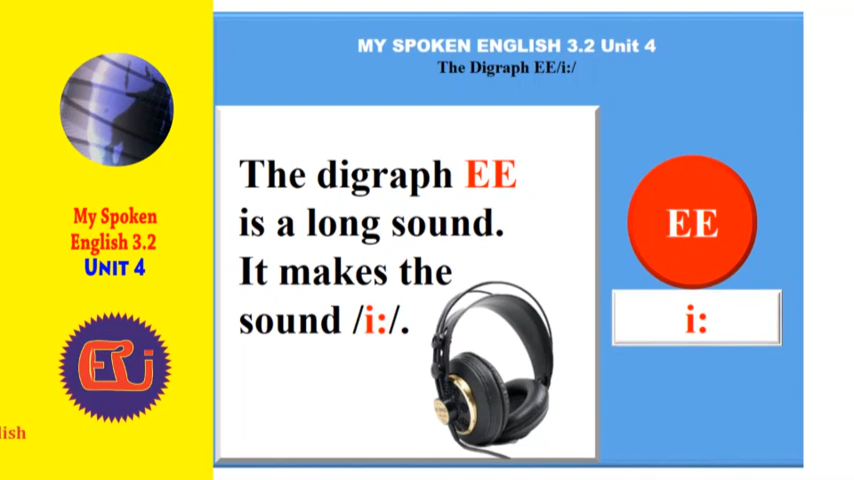 MY SPOKEN ENGLISH 3.2 Unit 4
The Digraph EE/i:/
The digraph EE
is a long sound.
It makes the
sound /i:/.
EE
i:
My Spoken
English 3.2
UNIT 4
ERi
lish